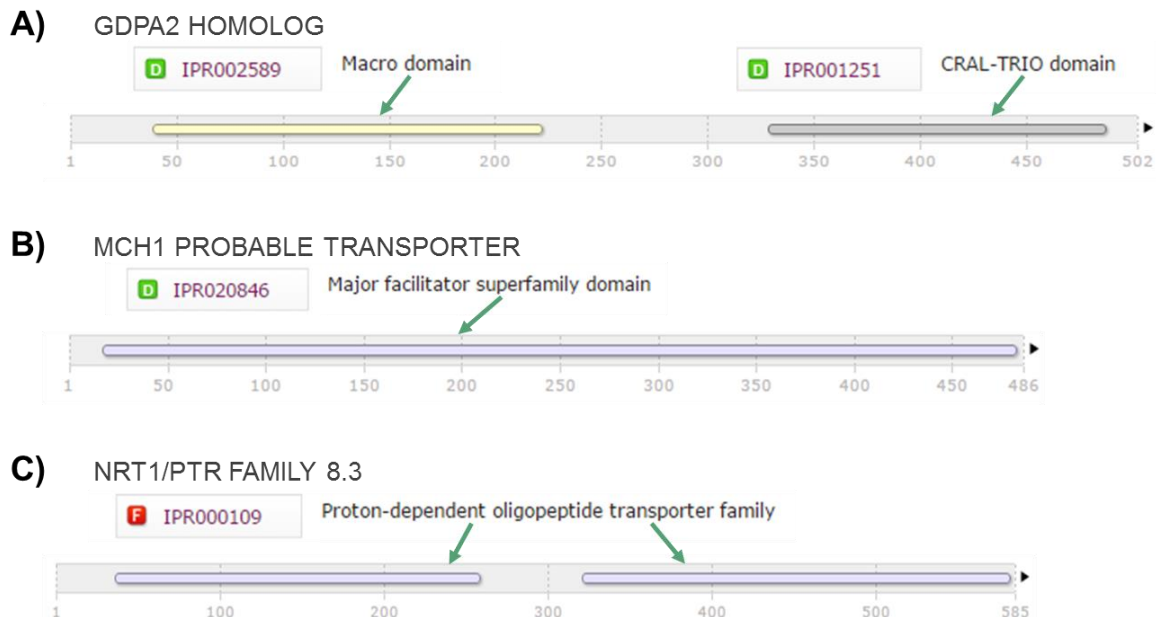 A) GDPA2 HOMOLOG
D IPR002589 Macro domain D IPR001251 CRAL-TRIO domain
1 50 100 150 200 250 300 350 400 450 502
B) MCH1 PROBABLE TRANSPORTER
D IPR020846 Major facilitator superfamily domain
1 50 100 150 200 250 300 350 400 450 486
C) NRT1/PTR FAMILY 8.3
F IPR000109 Proton-dependent oligopeptide transporter family
1 100 200 300 400 500 585